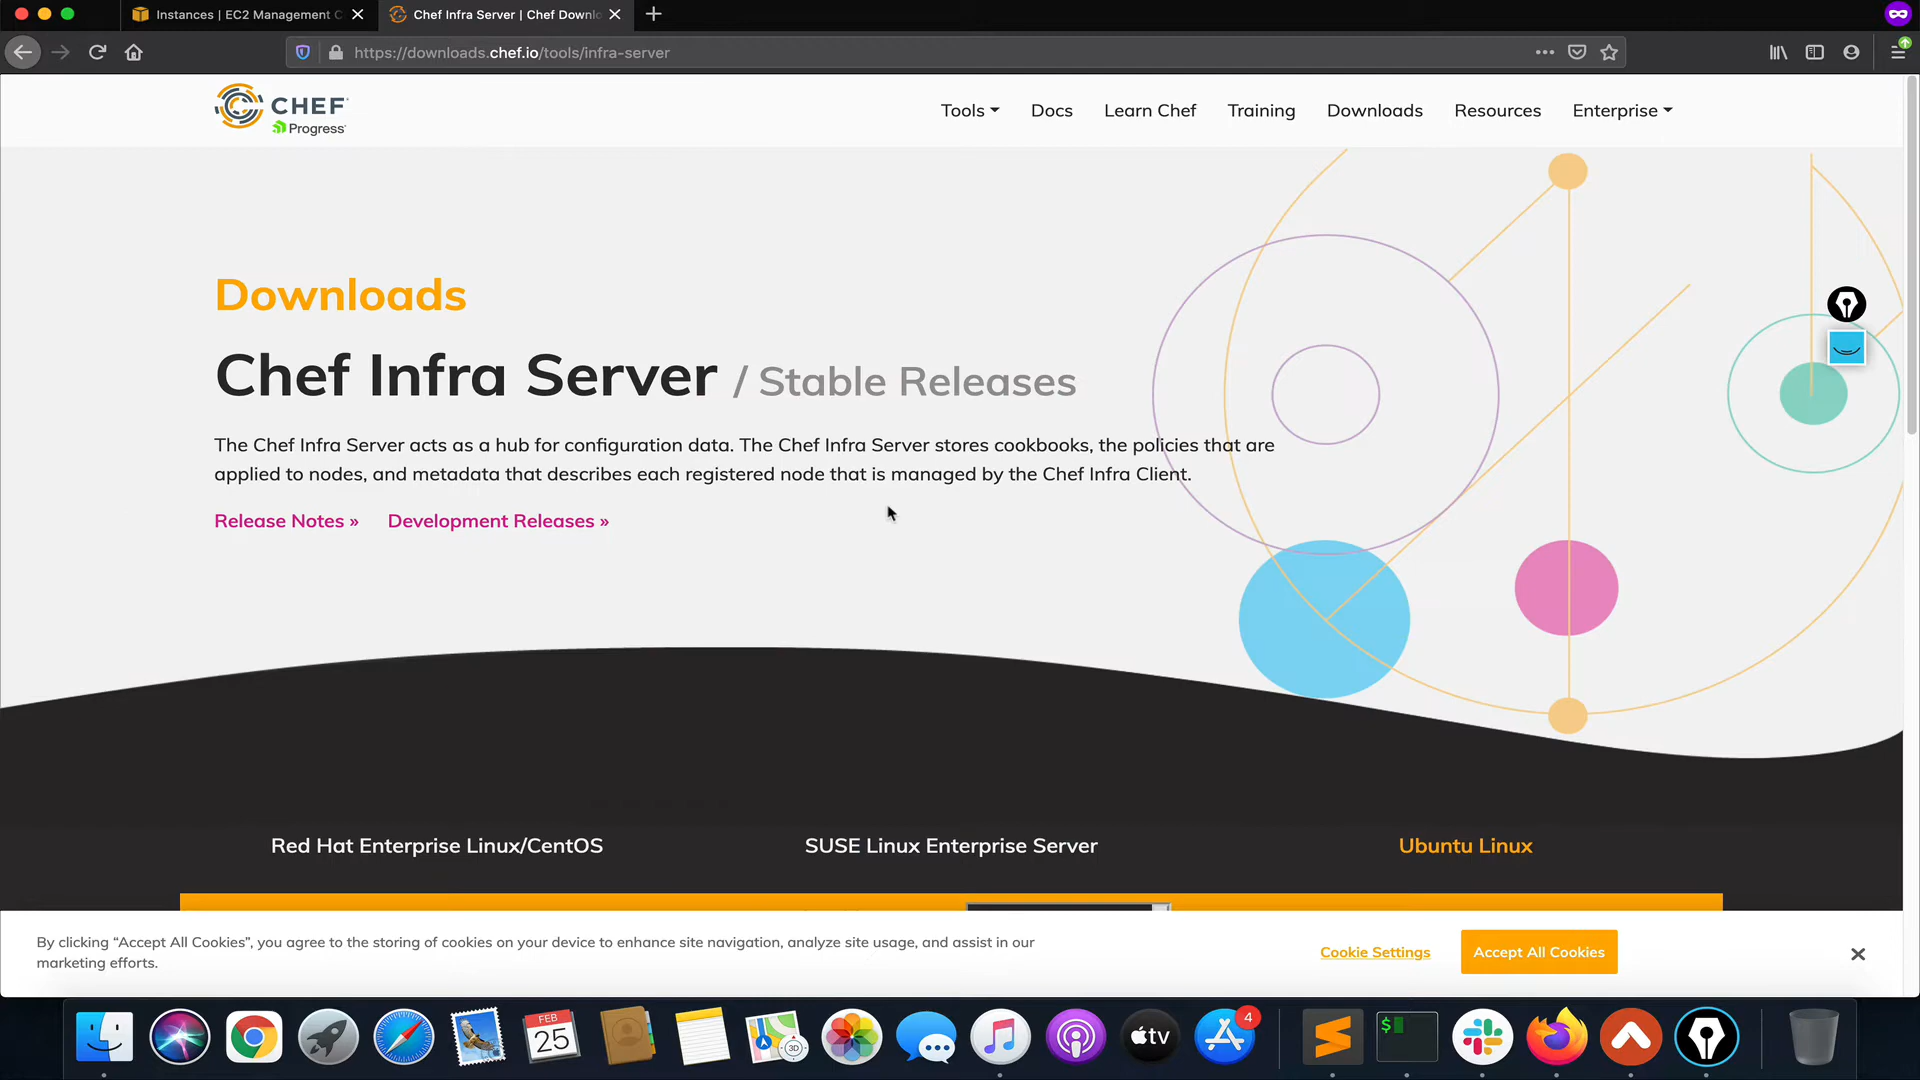 Instances | EC2 Management C
Chef Infra Server | Chef Downlo
https://downloads.chef.io/tools/infra-server
CHEF
Progress
Tools
Docs
Learn Chef
Training
Downloads
Resources
Enterprise
Downloads
Chef Infra Server / Stable Releases
The Chef Infra Server acts as a hub for configuration data. The Chef Infra Server stores cookbooks, the policies that are
applied to nodes, and metadata that describes each registered node that is managed by the Chef Infra Client.
Release Notes »
Development Releases »
Red Hat Enterprise Linux/CentOS
SUSE Linux Enterprise Server
Ubuntu Linux
By clicking “Accept All Cookies”, you agree to the storing of cookies on your device to enhance site navigation, analyze site usage, and assist in our
marketing efforts.
Cookie Settings
Accept All Cookies
FEB
25
3D
tv
4
$